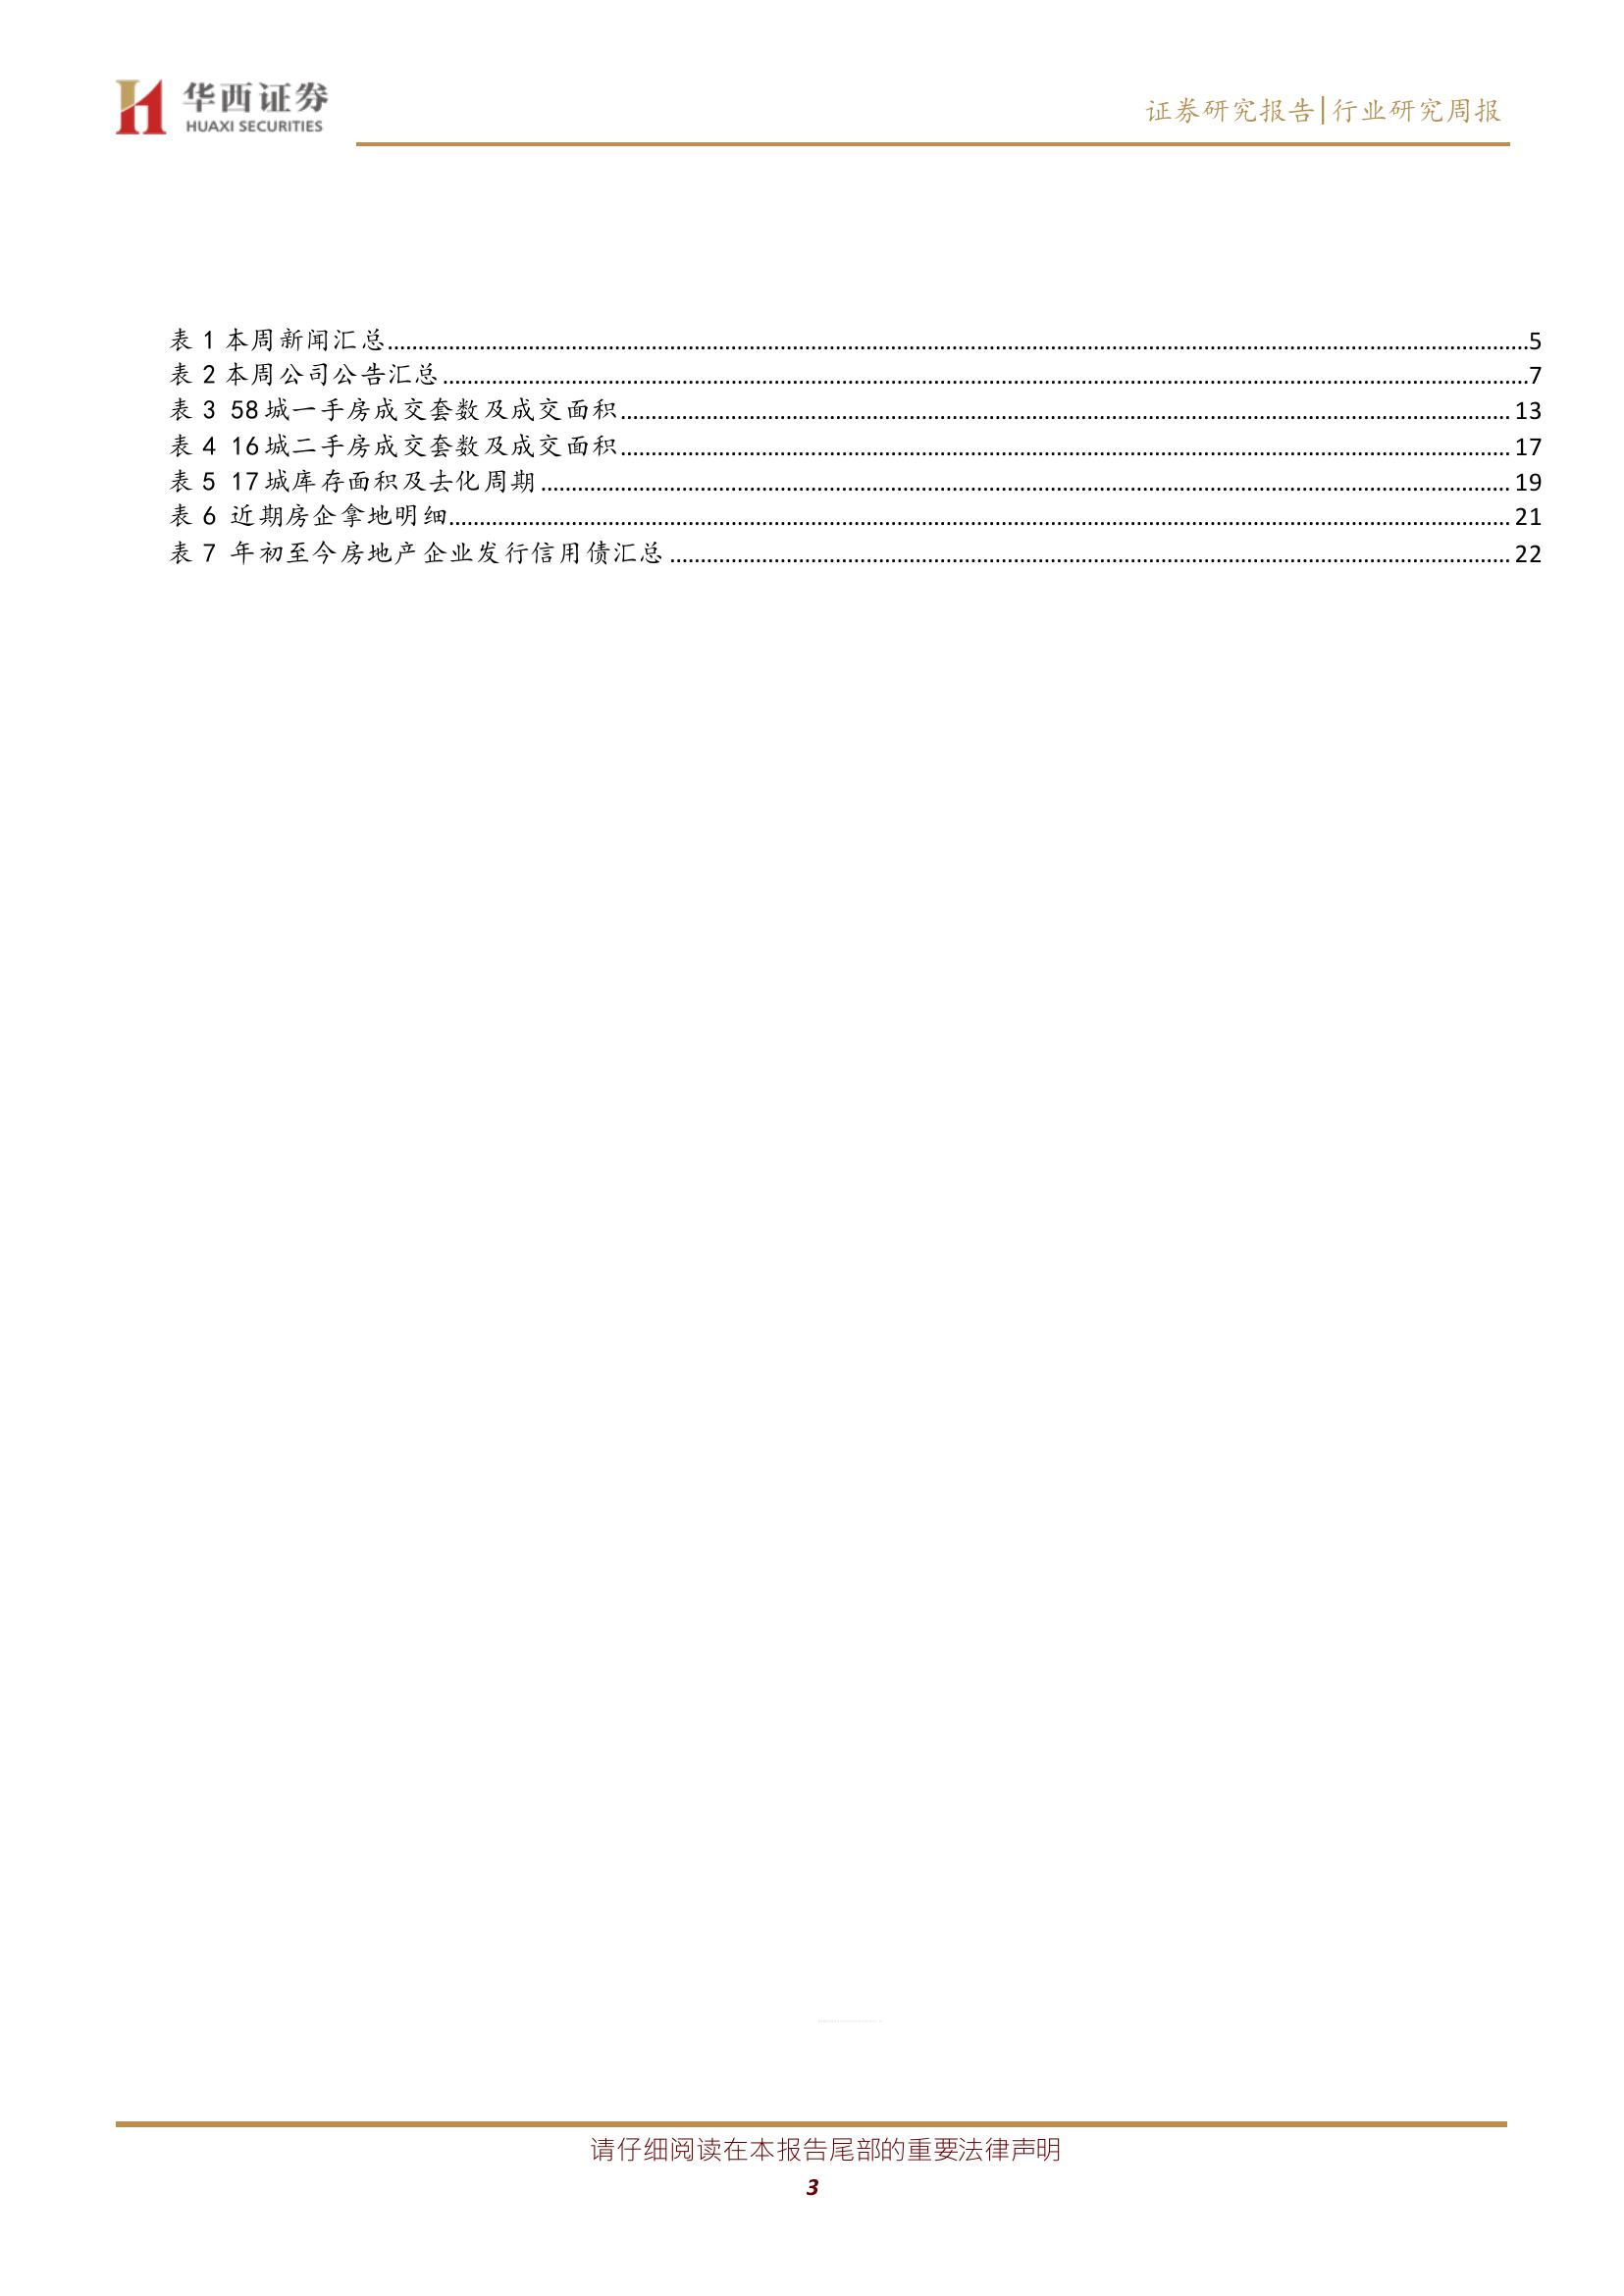 华西证券
HUAXI SECURITIES
证券研究报告|行业研究周报
表 1 本周新闻汇总....................5
表 2 本周公司公告汇总....................7
表 3 58 城一手房成交套数及成交面积....................13
表 4 16 城二手房成交套数及成交面积....................17
表 5 17 城库存面积及去化周期....................19
表 6 近期房企拿地明细....................21
表 7 年初至今房地产企业发行信用债汇总....................22
请仔细阅读在本报告尾部的重要法律声明
3